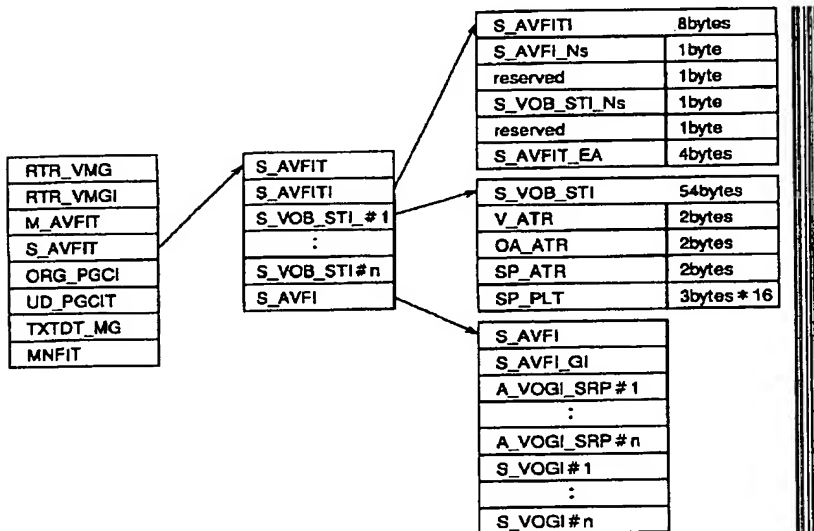 RTR_VMG
RTR_VMGI
M_AVFIT
S_AVFIT
ORG_PGCI
UD_PGCIT
TXTDT_MG
MNFIT
S_AVFIT
S_AVFITI
S_VOB_STI_#1
:
S_VOB_STI#n
S_AVFI
S_AVFITI 8bytes
S_AVFI_Ns 1byte
reserved 1byte
S_VOB_STI_Ns 1byte
reserved 1byte
S_AVFIT_EA 4bytes
S_VOB_STI 54bytes
V_ATR 2bytes
OA_ATR 2bytes
SP_ATR 2bytes
SP_PLT 3bytes*16
S_AVFI
S_AVFI_GI
A_VOGI_SRP#1
:
A_VOGI_SRP#n
S_VOGI#1
:
S_VOGI#n